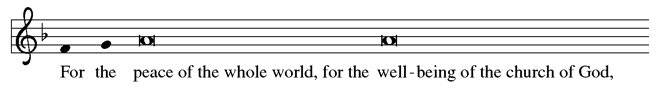 For the peace of the whole world, for the well-being of the church of God,